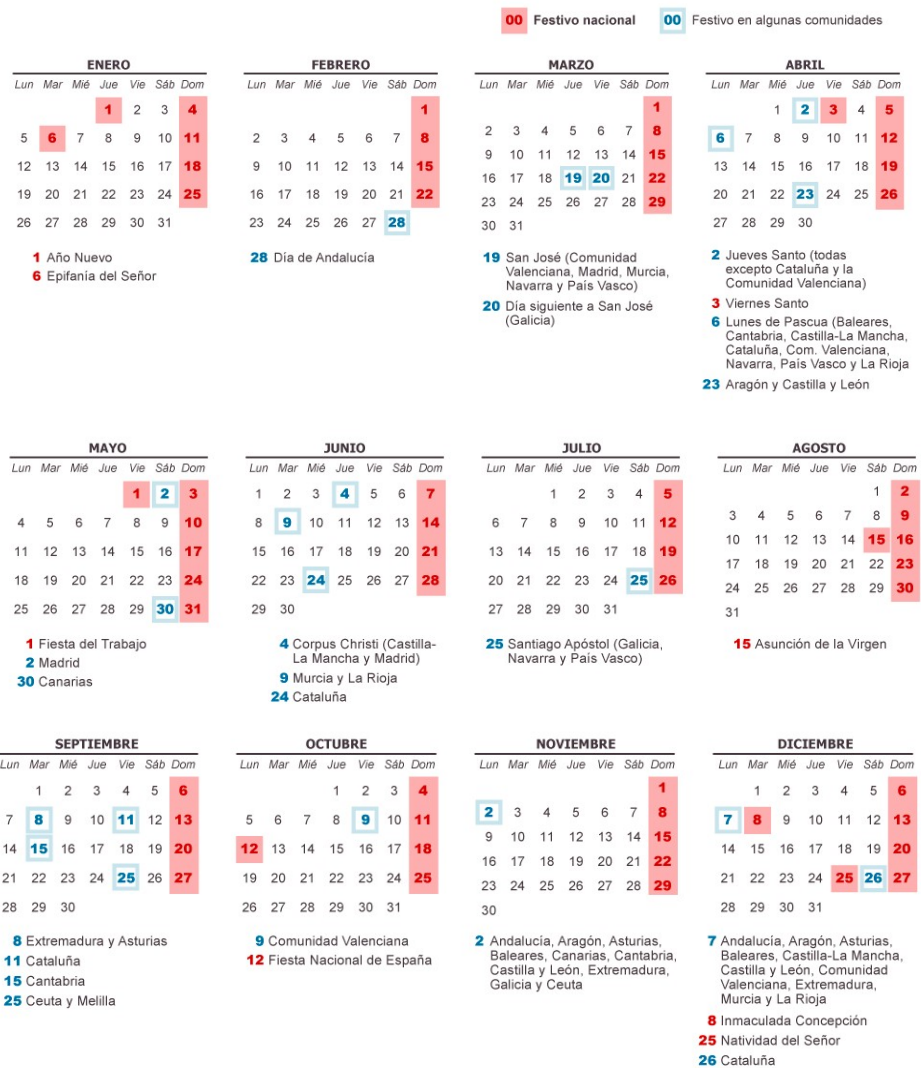 00 Festivo nacional 00 Festivo en algunas comunidades
ENERO
Lun Mar Mié Jue Vie Sáb Dom
1 2 3 4
5 6 7 8 9 10 11
12 13 14 15 16 17 18
19 20 21 22 23 24 25
26 27 28 29 30 31
1 Año Nuevo
6 Epifanía del Señor
FEBRERO
Lun Mar Mié Jue Vie Sáb Dom
1
2 3 4 5 6 7 8
9 10 11 12 13 14 15
16 17 18 19 20 21 22
23 24 25 26 27 28
28 Día de Andalucía
MARZO
Lun Mar Mié Jue Vie Sáb Dom
1
2 3 4 5 6 7 8
9 10 11 12 13 14 15
16 17 18 19 20 21 22
23 24 25 26 27 28 29
30 31
19 San José (Comunidad
Valenciana, Madrid, Murcia,
Navarra y País Vasco)
20 Día siguiente a San José
(Galicia)
ABRIL
Lun Mar Mié Jue Vie Sáb Dom
1 2 3 4 5
6 7 8 9 10 11 12
13 14 15 16 17 18 19
20 21 22 23 24 25 26
27 28 29 30
2 Jueves Santo (todas
excepto Cataluña y la
Comunidad Valenciana)
3 Viernes Santo
6 Lunes de Pascua (Baleares,
Cantabria, Castilla-La Mancha,
Cataluña, Com. Valenciana,
Navarra, País Vasco y La Rioja
23 Aragón y Castilla y León
MAYO
Lun Mar Mié Jue Vie Sáb Dom
1 2 3
4 5 6 7 8 9 10
11 12 13 14 15 16 17
18 19 20 21 22 23 24
25 26 27 28 29 30 31
1 Fiesta del Trabajo
2 Madrid
30 Canarias
JUNIO
Lun Mar Mié Jue Vie Sáb Dom
1 2 3 4 5 6 7
8 9 10 11 12 13 14
15 16 17 18 19 20 21
22 23 24 25 26 27 28
29 30
4 Corpus Christi (Castilla-
La Mancha y Madrid)
9 Murcia y La Rioja
24 Cataluña
JULIO
Lun Mar Mié Jue Vie Sáb Dom
1 2 3 4 5
6 7 8 9 10 11 12
13 14 15 16 17 18 19
20 21 22 23 24 25 26
27 28 29 30 31
25 Santiago Apóstol (Galicia,
Navarra y País Vasco)
AGOSTO
Lun Mar Mié Jue Vie Sáb Dom
1 2
3 4 5 6 7 8 9
10 11 12 13 14 15 16
17 18 19 20 21 22 23
24 25 26 27 28 29 30
31
15 Asunción de la Virgen
SEPTIEMBRE
Lun Mar Mié Jue Vie Sáb Dom
1 2 3 4 5 6
7 8 9 10 11 12 13
14 15 16 17 18 19 20
21 22 23 24 25 26 27
28 29 30
8 Extremadura y Asturias
11 Cataluña
15 Cantabria
25 Ceuta y Melilla
OCTUBRE
Lun Mar Mié Jue Vie Sáb Dom
1 2 3 4
5 6 7 8 9 10 11
12 13 14 15 16 17 18
19 20 21 22 23 24 25
26 27 28 29 30 31
9 Comunidad Valenciana
12 Fiesta Nacional de España
NOVIEMBRE
Lun Mar Mié Jue Vie Sáb Dom
1
2 3 4 5 6 7 8
9 10 11 12 13 14 15
16 17 18 19 20 21 22
23 24 25 26 27 28 29
30
2 Andalucía, Aragón, Asturias,
Baleares, Canarias, Cantabria,
Castilla y León, Extremadura,
Galicia y Ceuta
DICIEMBRE
Lun Mar Mié Jue Vie Sáb Dom
1 2 3 4 5 6
7 8 9 10 11 12 13
14 15 16 17 18 19 20
21 22 23 24 25 26 27
28 29 30 31
7 Andalucía, Aragón, Asturias,
Baleares, Castilla-La Mancha,
Castilla y León, Comunidad
Valenciana, Extremadura,
Murcia y La Rioja
8 Inmaculada Concepción
25 Natividad del Señor
26 Cataluña